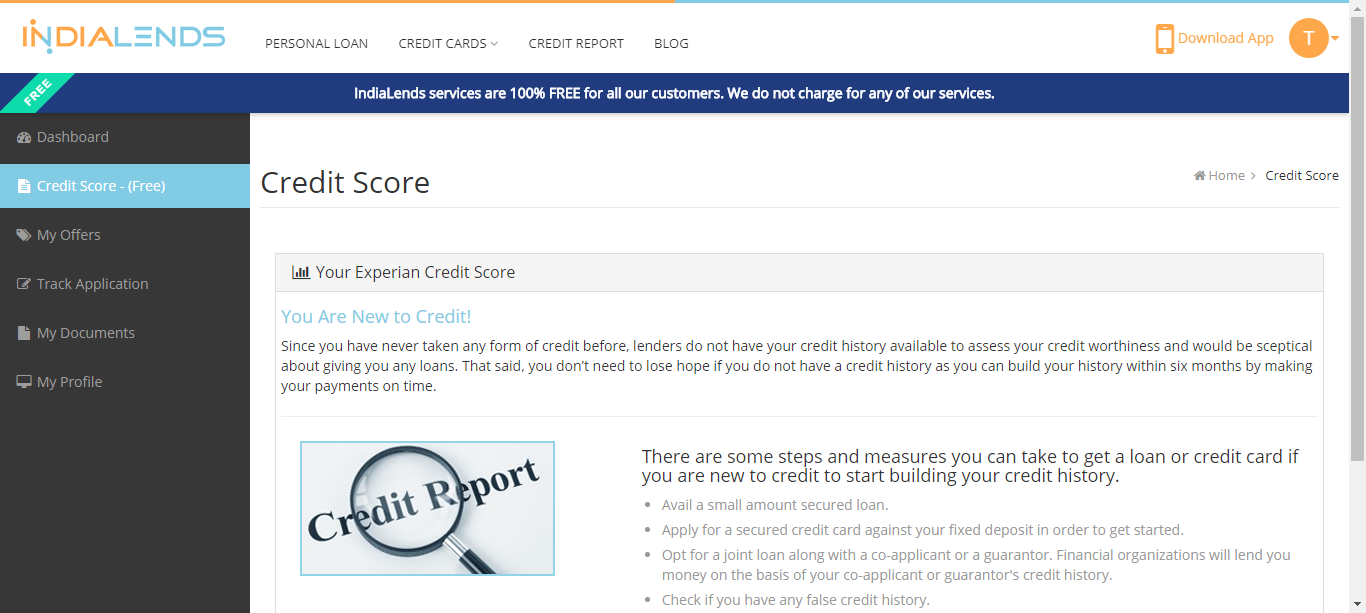 INDIALENDS
PERSONAL LOAN
CREDIT CARDS
CREDIT REPORT
BLOG
Download App
T
FREE
IndiaLends services are 100% FREE for all our customers. We do not charge for any of our services.
Dashboard
Credit Score - (Free)
My Offers
Track Application
My Documents
My Profile
Credit Score
Home > Credit Score
Your Experian Credit Score
You Are New to Credit!
Since you have never taken any form of credit before, lenders do not have your credit history available to assess your credit worthiness and would be sceptical
about giving you any loans. That said, you don’t need to lose hope if you do not have a credit history as you can build your history within six months by making
your payments on time.
Credit Report
There are some steps and measures you can take to get a loan or credit card if
you are new to credit to start building your credit history.
• Avail a small amount secured loan.
• Apply for a secured credit card against your fixed deposit in order to get started.
• Opt for a joint loan along with a co-applicant or a guarantor. Financial organizations will lend you
money on the basis of your co-applicant or guarantor's credit history.
• Check if you have any false credit history.